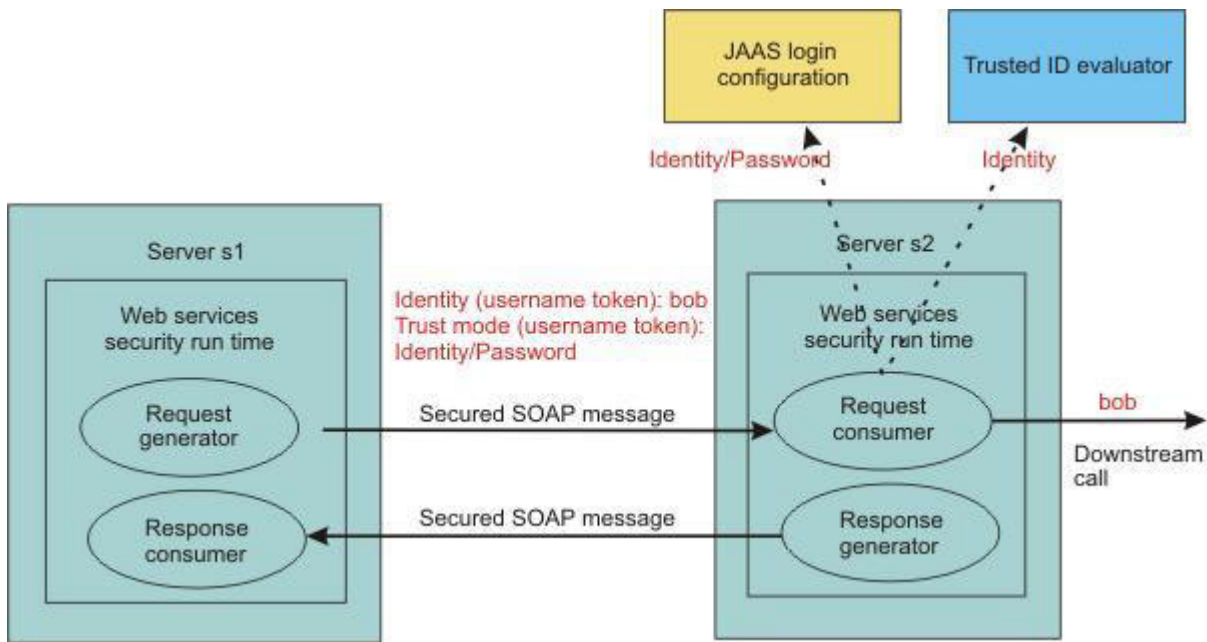 JAAS login
configuration
Trusted ID evaluator
Identity/Password
Identity
Server s1
Web services
security run time
Request
generator
Response
consumer
Identity (username token): bob
Trust mode (username token):
Identity/Password
Secured SOAP message
Secured SOAP message
Server s2
Web services
security run time
Request
consumer
Response
generator
bob
Downstream
call